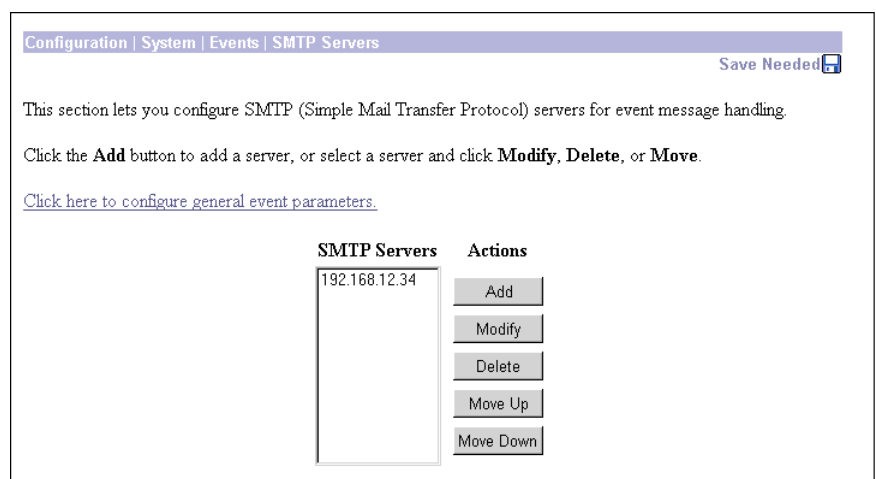 Configuration | System | Events | SMTP Servers
Save Needed
This section lets you configure SMTP (Simple Mail Transfer Protocol) servers for event message handling.
Click the Add button to add a server, or select a server and click Modify, Delete, or Move.
Click here to configure general event parameters.
SMTP Servers Actions
192.168.12.34
Add
Modify
Delete
Move Up
Move Down